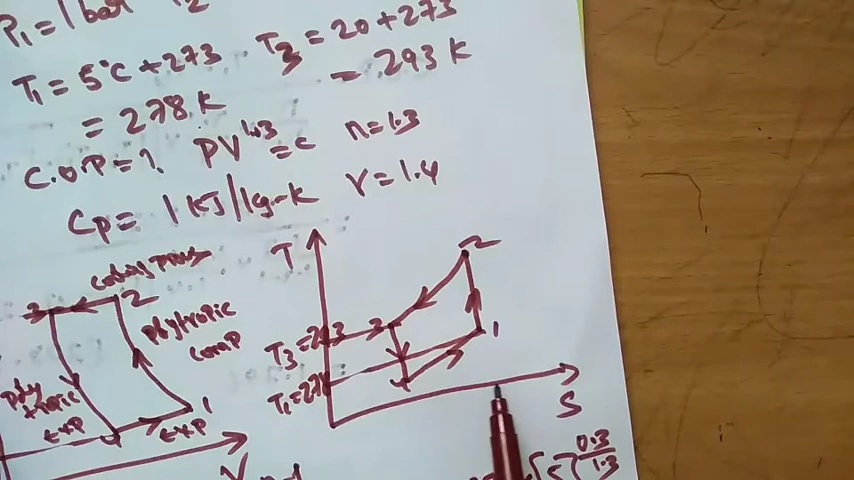 P₁ = 1 bar
T₁ = 5°C + 273
= 278 K
T₃ = 20 + 273
= 293 K
C.O.P = ?
PV^1.3 = C
n = 1.3
Cp = 1 KJ/kg-K
γ = 1.4
3
2
Polytropic
comp
Poly
tropic
exp
4
1
exp
V
T
2
T₃ = 293
3
1
T₁ = 278
4
S
0.3
1.3